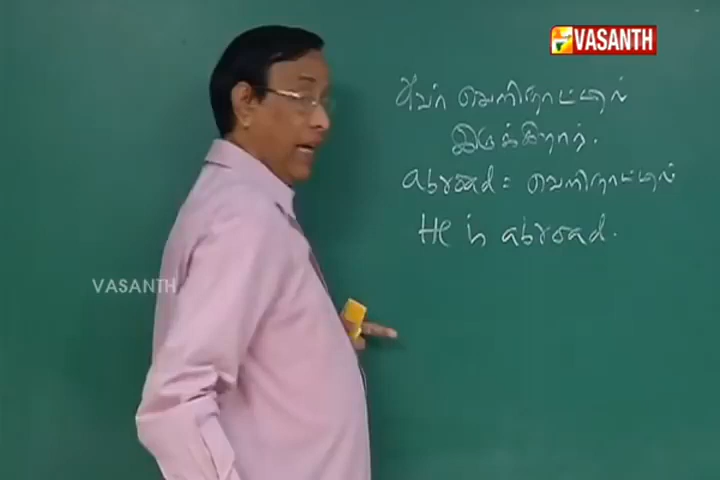 VASANTH
அவர் வெளிநாட்டில்
இருக்கிறார்.
abroad = வெளிநாட்டில்
He is abroad.
VASANTH